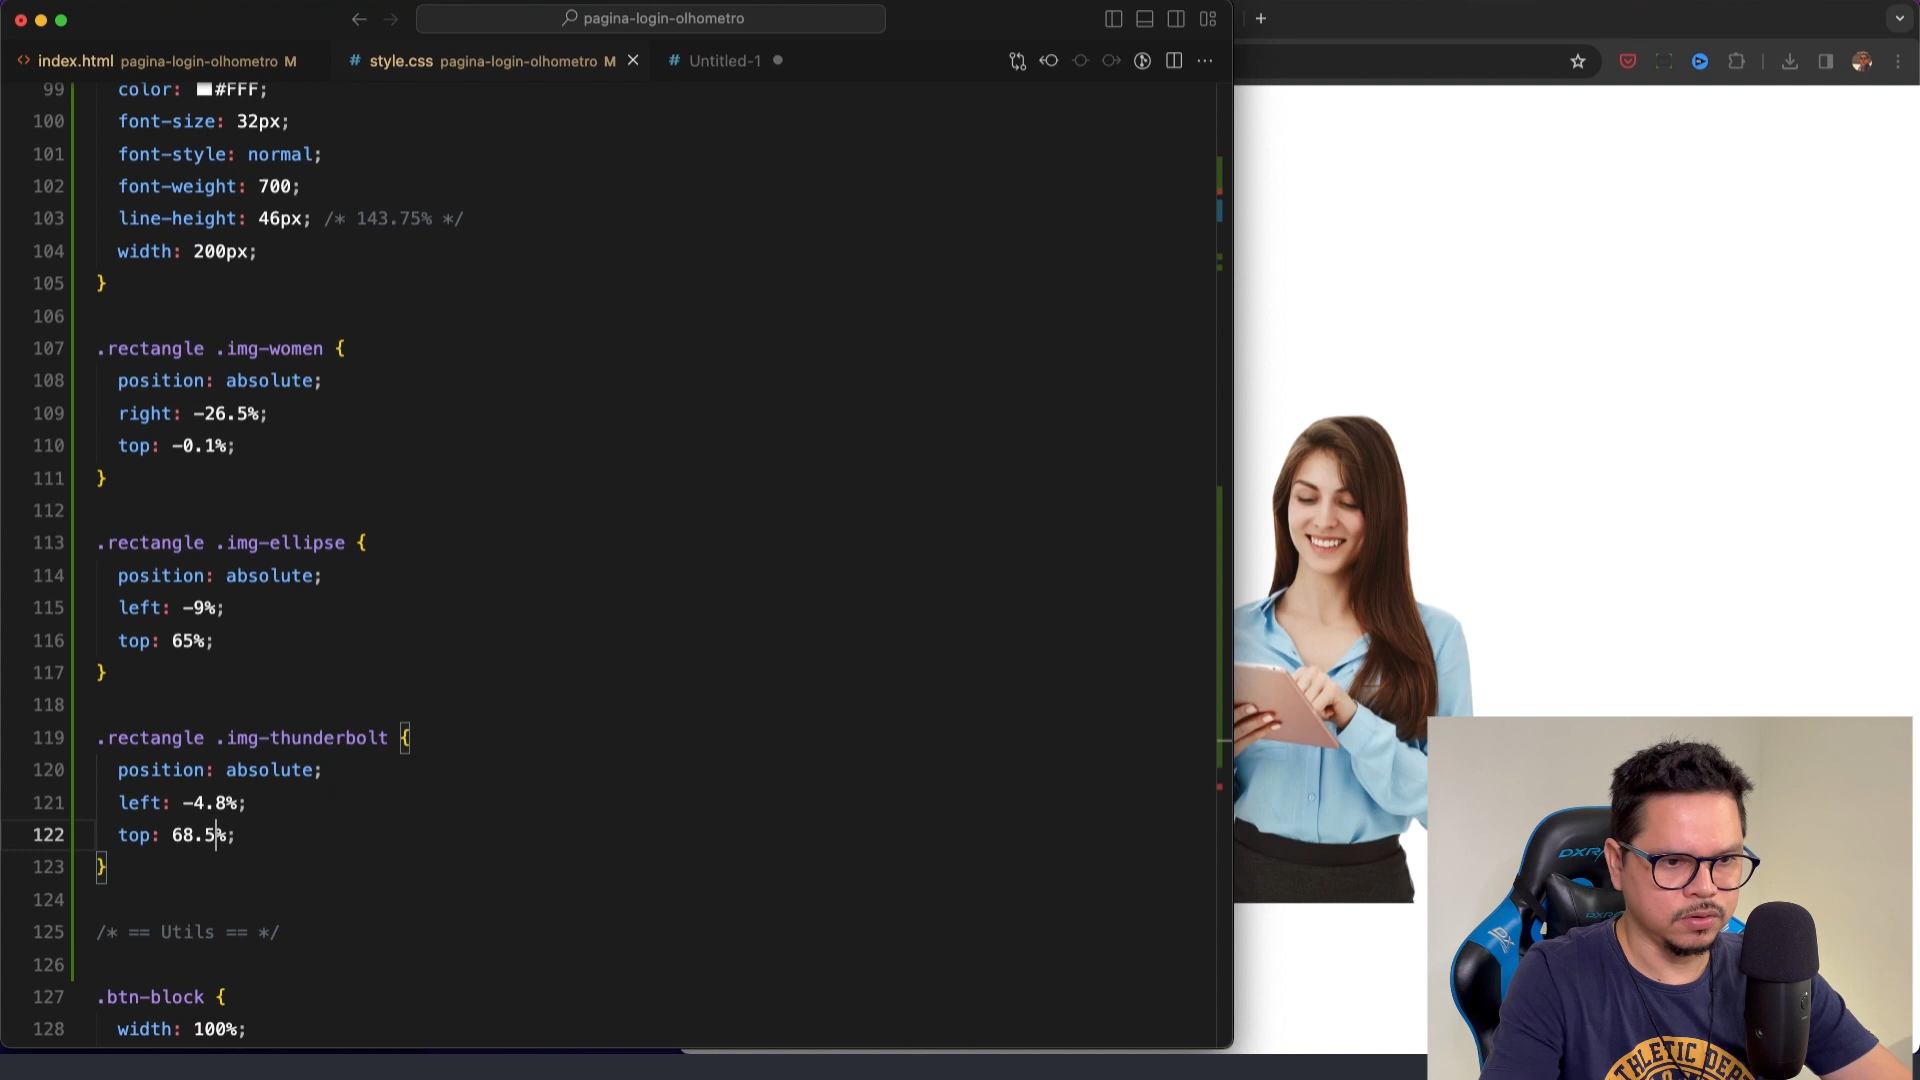 pagina-login-olhometro
index.html pagina-login-olhometro M
# style.css pagina-login-olhometro M
# Untitled-1
99 color: #FFF;
100 font-size: 32px;
101 font-style: normal;
102 font-weight: 700;
103 line-height: 46px; /* 143.75% */
104 width: 200px;
105 }
106
107 .rectangle .img-women {
108 position: absolute;
109 right: -26.5%;
110 top: -0.1%;
111 }
112
113 .rectangle .img-ellipse {
114 position: absolute;
115 left: -9%;
116 top: 65%;
117 }
118
119 .rectangle .img-thunderbolt {
120 position: absolute;
121 left: -4.8%;
122 top: 68.5%;
123 }
124
125 /* == Utils == */
126
127 .btn-block {
128 width: 100%;